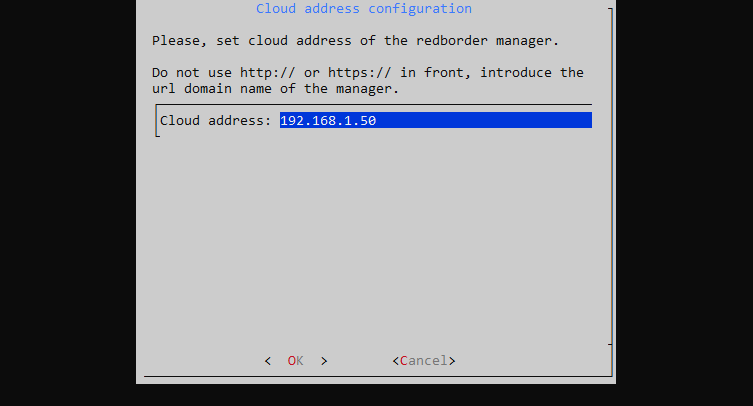 Cloud address configuration
Please, set cloud address of the redborder manager.
Do not use http:// or https:// in front, introduce the
url domain name of the manager.
Cloud address: 192.168.1.50
< OK > <Cancel>